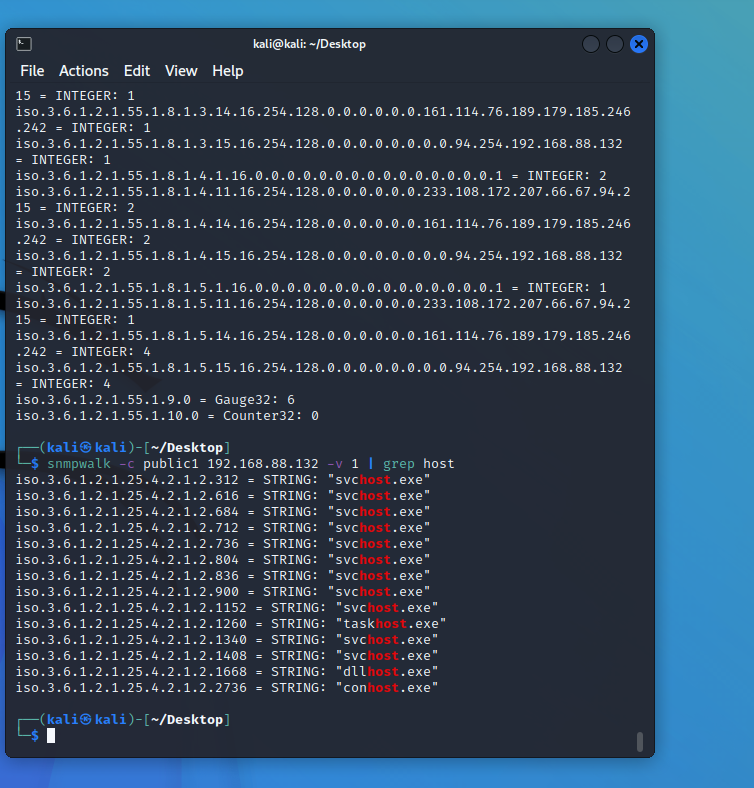 kali@kali: ~/Desktop
File Actions Edit View Help
15 = INTEGER: 1
iso.3.6.1.2.1.55.1.8.1.3.14.16.254.128.0.0.0.0.0.0.161.114.76.189.179.185.246
.242 = INTEGER: 1
iso.3.6.1.2.1.55.1.8.1.3.15.16.254.128.0.0.0.0.0.0.0.0.94.254.192.168.88.132
= INTEGER: 1
iso.3.6.1.2.1.55.1.8.1.4.1.16.0.0.0.0.0.0.0.0.0.0.0.0.0.0.0.1 = INTEGER: 2
iso.3.6.1.2.1.55.1.8.1.4.11.16.254.128.0.0.0.0.0.0.233.108.172.207.66.67.94.2
15 = INTEGER: 2
iso.3.6.1.2.1.55.1.8.1.4.14.16.254.128.0.0.0.0.0.0.161.114.76.189.179.185.246
.242 = INTEGER: 2
iso.3.6.1.2.1.55.1.8.1.4.15.16.254.128.0.0.0.0.0.0.0.0.94.254.192.168.88.132
= INTEGER: 2
iso.3.6.1.2.1.55.1.8.1.5.1.16.0.0.0.0.0.0.0.0.0.0.0.0.0.0.0.1 = INTEGER: 1
iso.3.6.1.2.1.55.1.8.1.5.11.16.254.128.0.0.0.0.0.0.233.108.172.207.66.67.94.2
15 = INTEGER: 1
iso.3.6.1.2.1.55.1.8.1.5.14.16.254.128.0.0.0.0.0.0.161.114.76.189.179.185.246
.242 = INTEGER: 4
iso.3.6.1.2.1.55.1.8.1.5.15.16.254.128.0.0.0.0.0.0.0.0.94.254.192.168.88.132
= INTEGER: 4
iso.3.6.1.2.1.55.1.9.0 = Gauge32: 6
iso.3.6.1.2.1.55.1.10.0 = Counter32: 0
┌──(kali㉿kali)-[~/Desktop]
└─$ snmpwalk -c public1 192.168.88.132 -v 1 | grep host
iso.3.6.1.2.1.25.4.2.1.2.312 = STRING: "svchost.exe"
iso.3.6.1.2.1.25.4.2.1.2.616 = STRING: "svchost.exe"
iso.3.6.1.2.1.25.4.2.1.2.684 = STRING: "svchost.exe"
iso.3.6.1.2.1.25.4.2.1.2.712 = STRING: "svchost.exe"
iso.3.6.1.2.1.25.4.2.1.2.736 = STRING: "svchost.exe"
iso.3.6.1.2.1.25.4.2.1.2.804 = STRING: "svchost.exe"
iso.3.6.1.2.1.25.4.2.1.2.836 = STRING: "svchost.exe"
iso.3.6.1.2.1.25.4.2.1.2.900 = STRING: "svchost.exe"
iso.3.6.1.2.1.25.4.2.1.2.1152 = STRING: "svchost.exe"
iso.3.6.1.2.1.25.4.2.1.2.1260 = STRING: "taskhost.exe"
iso.3.6.1.2.1.25.4.2.1.2.1340 = STRING: "svchost.exe"
iso.3.6.1.2.1.25.4.2.1.2.1408 = STRING: "svchost.exe"
iso.3.6.1.2.1.25.4.2.1.2.1668 = STRING: "dllhost.exe"
iso.3.6.1.2.1.25.4.2.1.2.2736 = STRING: "conhost.exe"
┌──(kali㉿kali)-[~/Desktop]
└─$